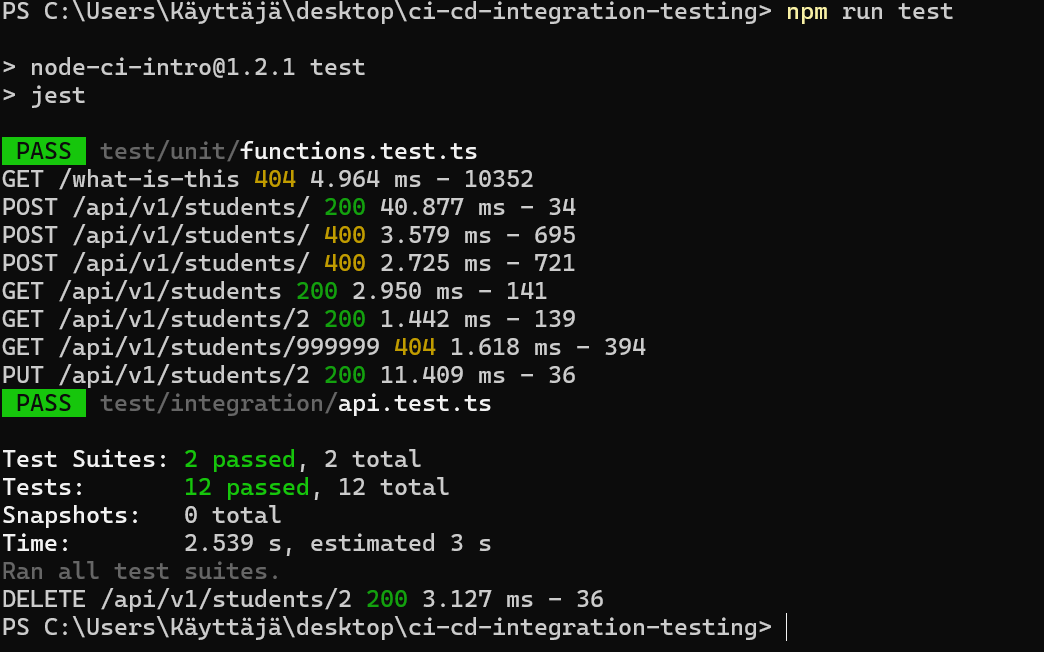 PS C:\Users\Käyttäjä\desktop\ci-cd-integration-testing> npm run test
> node-ci-intro@1.2.1 test
> jest
PASS test/unit/functions.test.ts
GET /what-is-this 404 4.964 ms - 10352
POST /api/v1/students/ 200 40.877 ms - 34
POST /api/v1/students/ 400 3.579 ms - 695
POST /api/v1/students/ 400 2.725 ms - 721
GET /api/v1/students 200 2.950 ms - 141
GET /api/v1/students/2 200 1.442 ms - 139
GET /api/v1/students/999999 404 1.618 ms - 394
PUT /api/v1/students/2 200 11.409 ms - 36
PASS test/integration/api.test.ts
Test Suites: 2 passed, 2 total
Tests: 12 passed, 12 total
Snapshots: 0 total
Time: 2.539 s, estimated 3 s
Ran all test suites.
DELETE /api/v1/students/2 200 3.127 ms - 36
PS C:\Users\Käyttäjä\desktop\ci-cd-integration-testing>